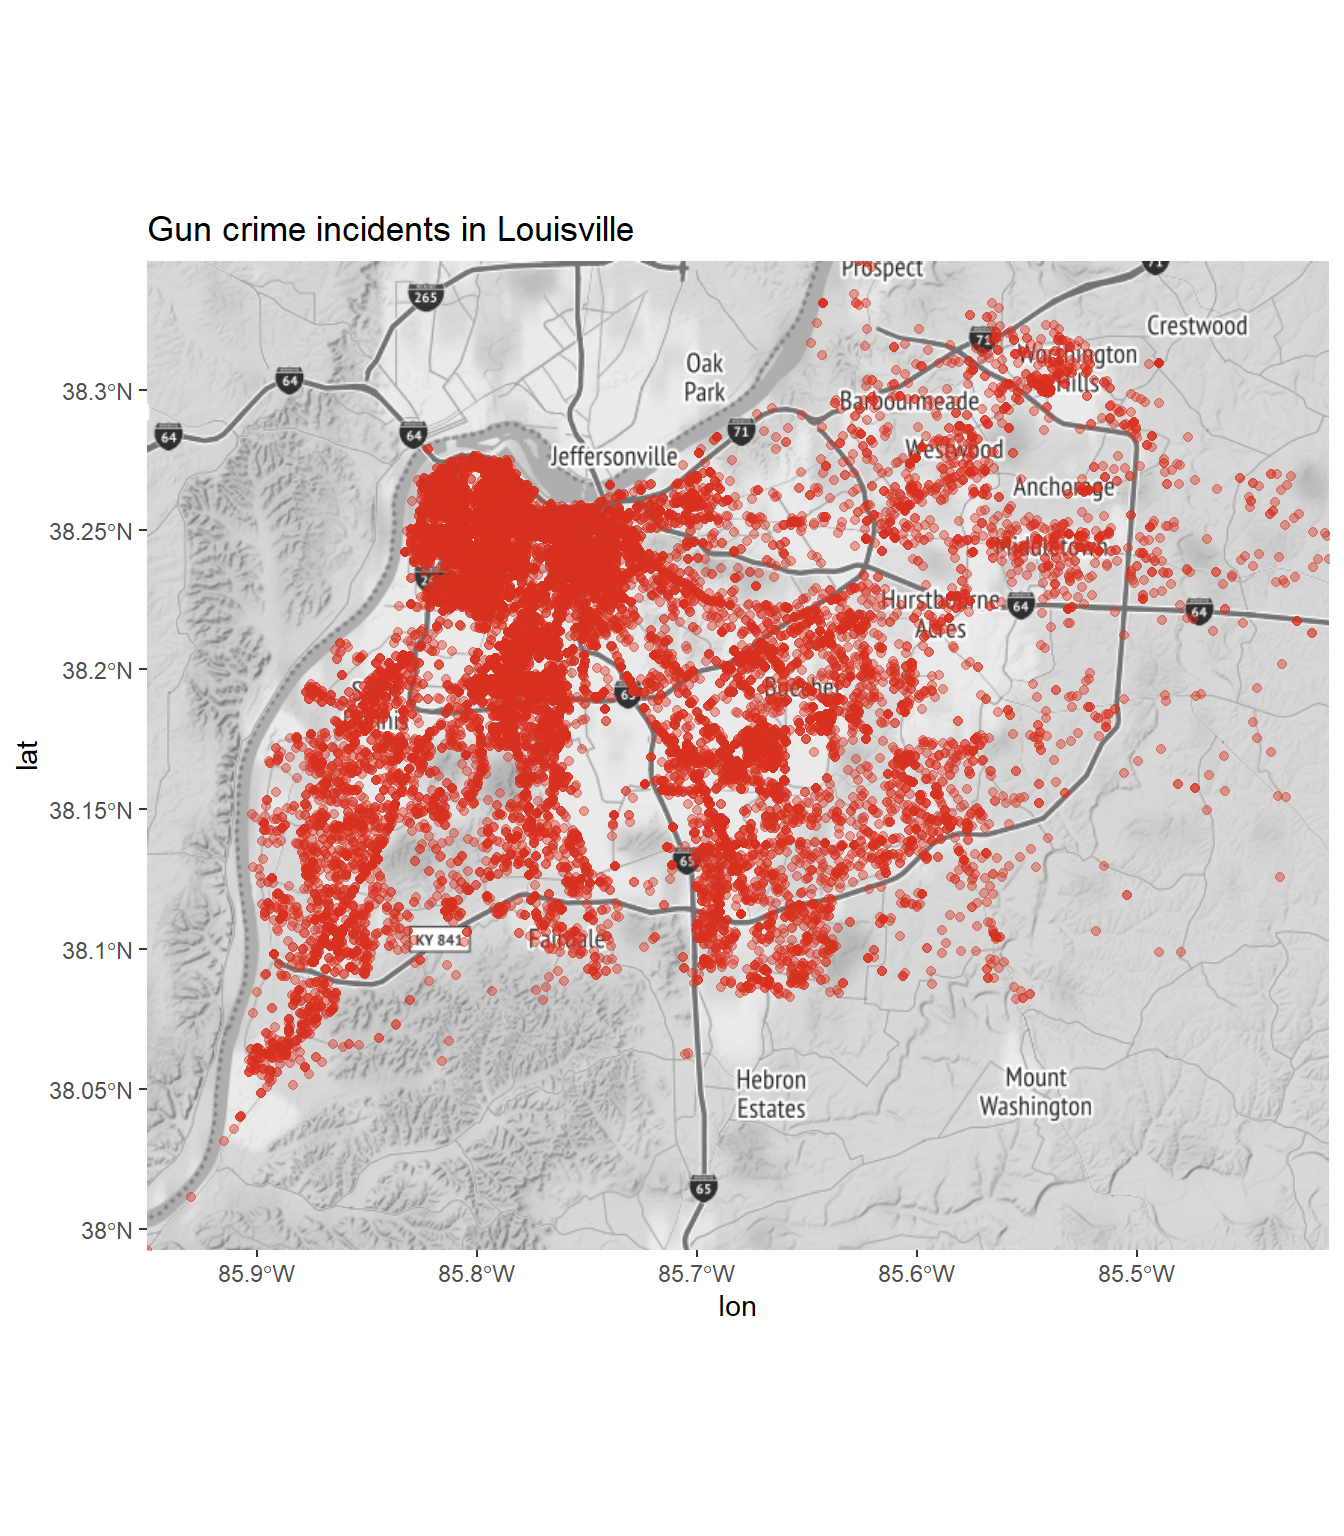 Gun crime incidents in Louisville
Prospect
71
265
Crestwood
71
Worthington
Hills
Oak
Park
64
38.3°N
Barbourmeade
64
64
71
Westwood
Jeffersonville
Anchorage
38.25°N
Middletown
Hurstbourne
Acres
64
64
38.2°N
65
38.15°N
65
KY 841
Fairdale
38.1°N
lat
Hebron
Estates
Mount
Washington
38.05°N
65
38°N
85.9°W
85.8°W
85.7°W
85.6°W
85.5°W
lon